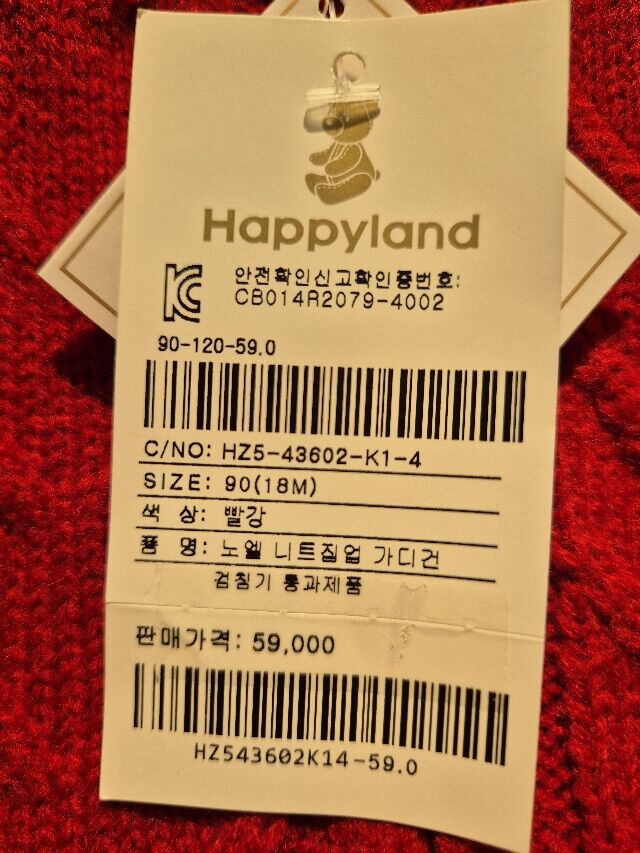 Happyland
안전확인신고확인증번호:
CB014R2079-4002
90-120-59.0
C/NO: HZ5-43602-K1-4
SIZE: 90(18M)
색 상: 빨강
품 명: 노엘 니트짚업 가디건
검침기 통과제품
판매가격: 59,000
HZ543602K14-59.0